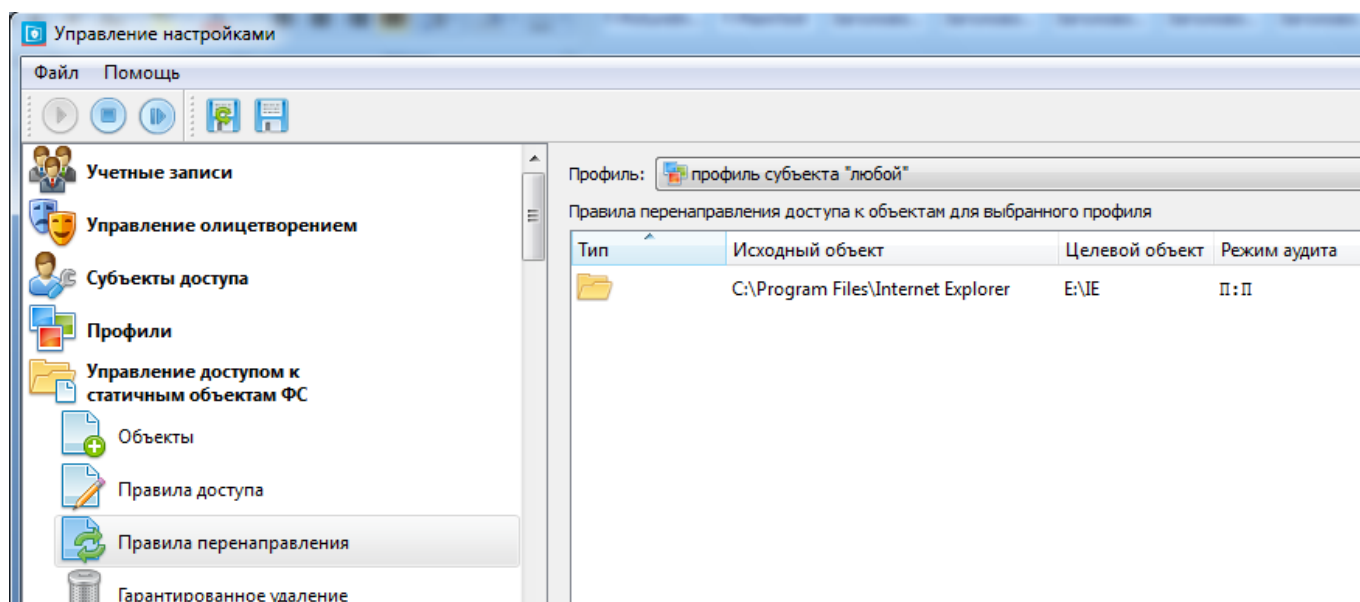 Управление настройками
Файл Помощь
Учетные записи
Управление олицетворением
Субъекты доступа
Профили
Управление доступом к
статичным объектам ФС
Объекты
Правила доступа
Правила перенаправления
Гарантированное удаление
Профиль: профиль субъекта "любой"
Правила перенаправления доступа к объектам для выбранного профиля
Тип Исходный объект Целевой объект Режим аудита
C:\Program Files\Internet Explorer E:\IE П:П